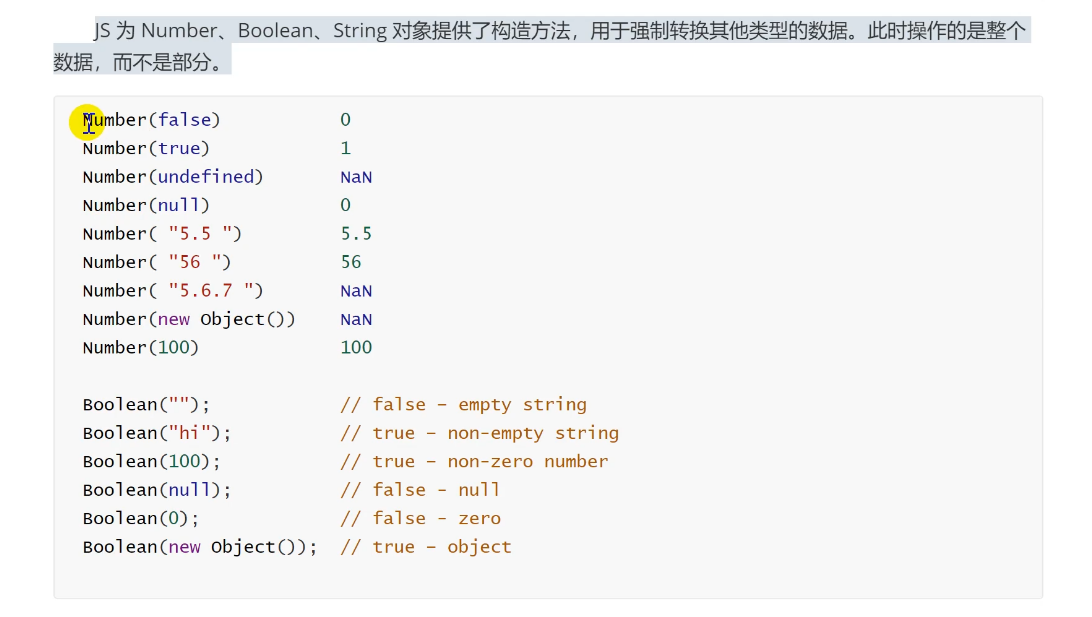 JS 为 Number、Boolean、String 对象提供了构造方法，用于强制转换其他类型的数据。此时操作的是整个
数据，而不是部分。
Number(false) 0
Number(true) 1
Number(undefined) NaN
Number(null) 0
Number( "5.5 ") 5.5
Number( "56 ") 56
Number( "5.6.7 ") NaN
Number(new Object()) NaN
Number(100) 100
Boolean(""); // false – empty string
Boolean("hi"); // true – non-empty string
Boolean(100); // true – non-zero number
Boolean(null); // false - null
Boolean(0); // false - zero
Boolean(new Object()); // true – object